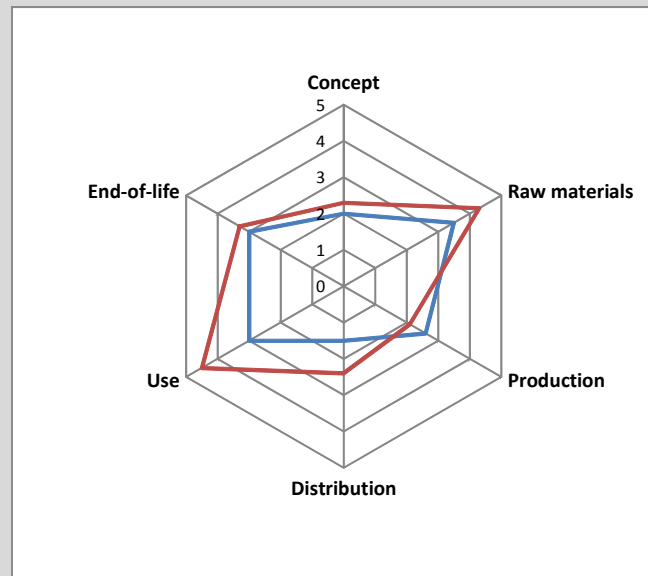 Concept
5
4
End-of-life
3
Raw materials
2
1
0
Use
Production
Distribution